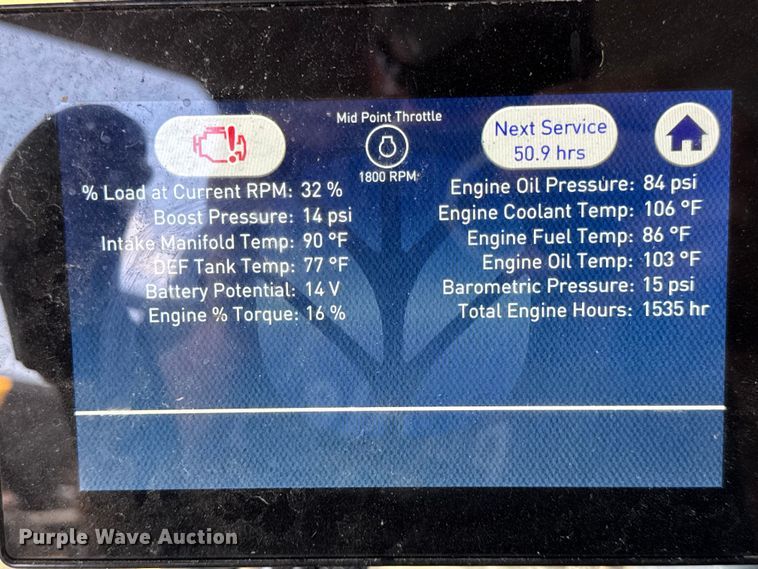 Mid Point Throttle
1800 RPM
Next Service
50.9 hrs
% Load at Current RPM: 32 %
Boost Pressure: 14 psi
Intake Manifold Temp: 90 °F
DEF Tank Temp: 77 °F
Battery Potential: 14 V
Engine % Torque: 16 %
Engine Oil Pressure: 84 psi
Engine Coolant Temp: 106 °F
Engine Fuel Temp: 86 °F
Engine Oil Temp: 103 °F
Barometric Pressure: 15 psi
Total Engine Hours: 1535 hr
Purple Wave Auction